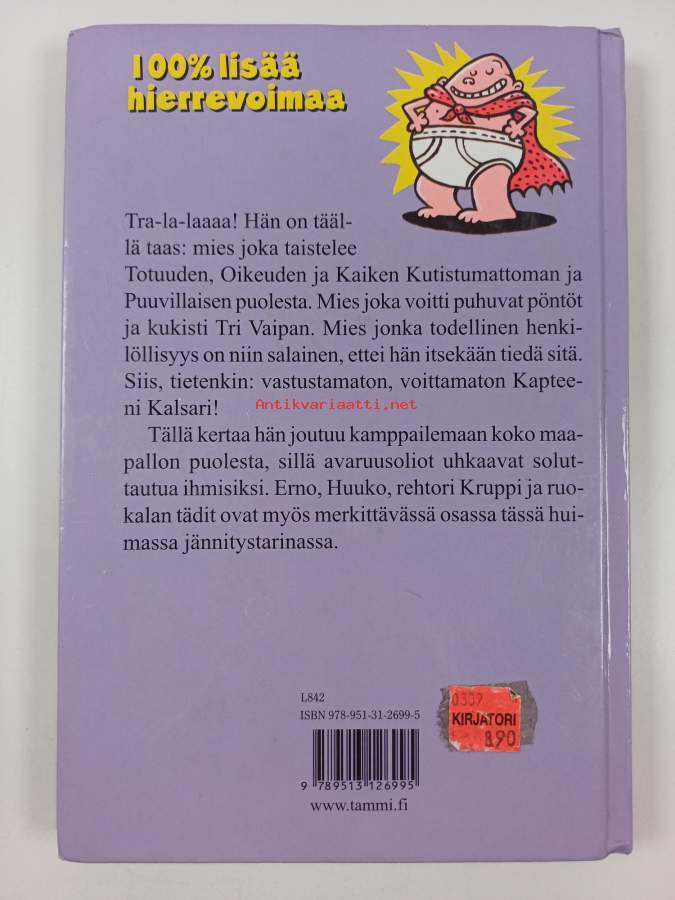 100% lisää
hierrevoimaa
Tra-la-laaaa! Hän on tääl-
lä taas: mies joka taistelee
Totuuden, Oikeuden ja Kaiken Kutistumattoman ja
Puuvillaisen puolesta. Mies joka voitti puhuvat pöntöt
ja kukisti Tri Vaipan. Mies jonka todellinen henki-
löllisyys on niin salainen, ettei hän itsekään tiedä sitä.
Siis, tietenkin: vastustamaton, voittamaton Kaptee-
ni Kalsari!
Antikvariaatti.net
Tällä kertaa hän joutuu kamppailemaan koko maa-
pallon puolesta, sillä avaruusoliot uhkaavat solut-
tautua ihmisiksi. Erno, Huuko, rehtori Kruppi ja ruo-
kalan tädit ovat myös merkittävässä osassa tässä hui-
massa jännitystarinassa.
L842
ISBN 978-951-31-2699-5
KIRJATORI
8,90
9 789513 126995
www.tammi.fi